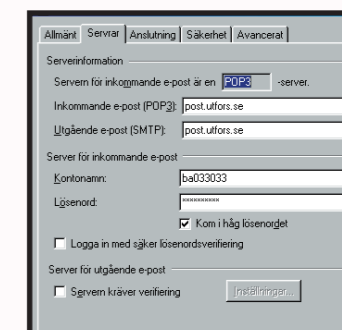 Allmänt Servrar Anslutning Säkerhet Avancerat
Serverinformation
Servern för inkommande e-post är en POP3 -server.
Inkommande e-post (POP3): post.utfors.se
Utgående e-post (SMTP): post.utfors.se
Server för inkommande e-post
Kontonamn: ba033033
Lösenord: **********
Kom i håg lösenordet
Logga in med säker lösenordsverifiering
Server för utgående e-post
Servern kräver verifiering Inställningar...